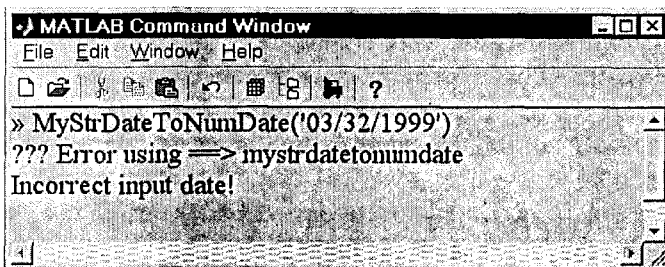 MATLAB Command Window
File Edit Window Help
?
» MyStrDateToNumDate('03/32/1999')
??? Error using ==> mystrdatetonumdate
Incorrect input date!